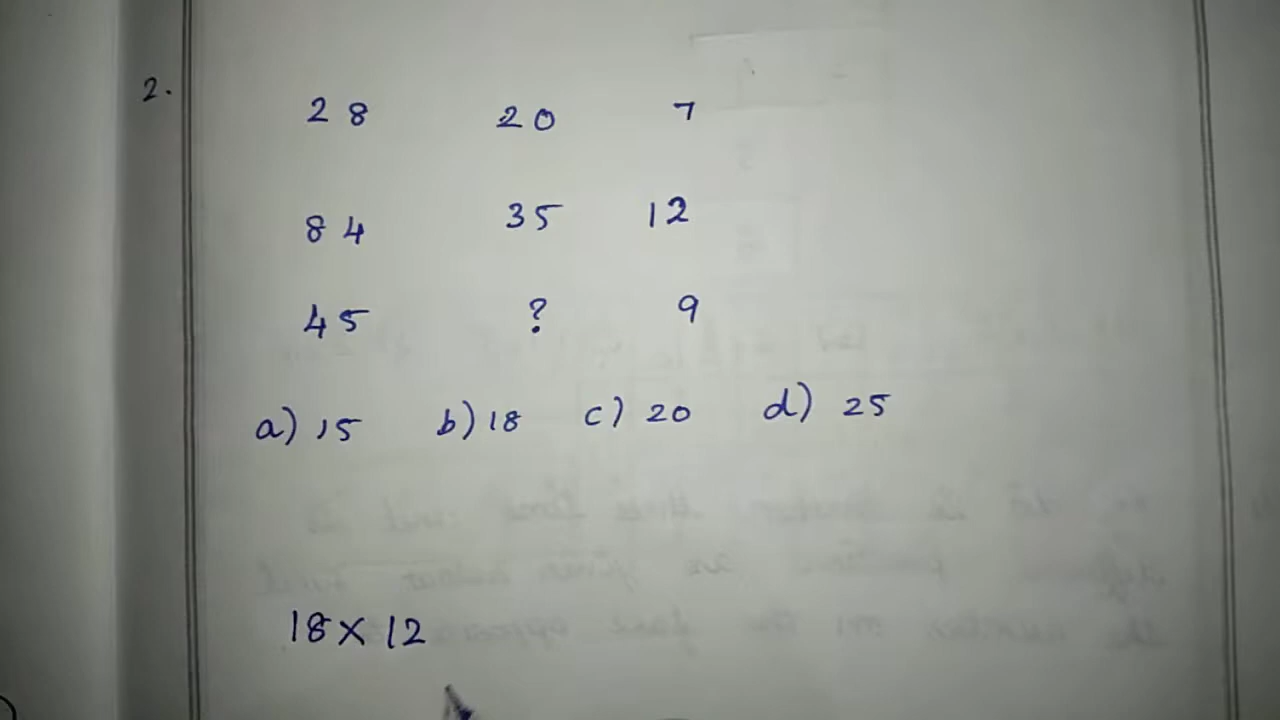 2.
28 20 7
84 35 12
45 ? 9
a) 15 b) 18 c) 20 d) 25
18 × 12